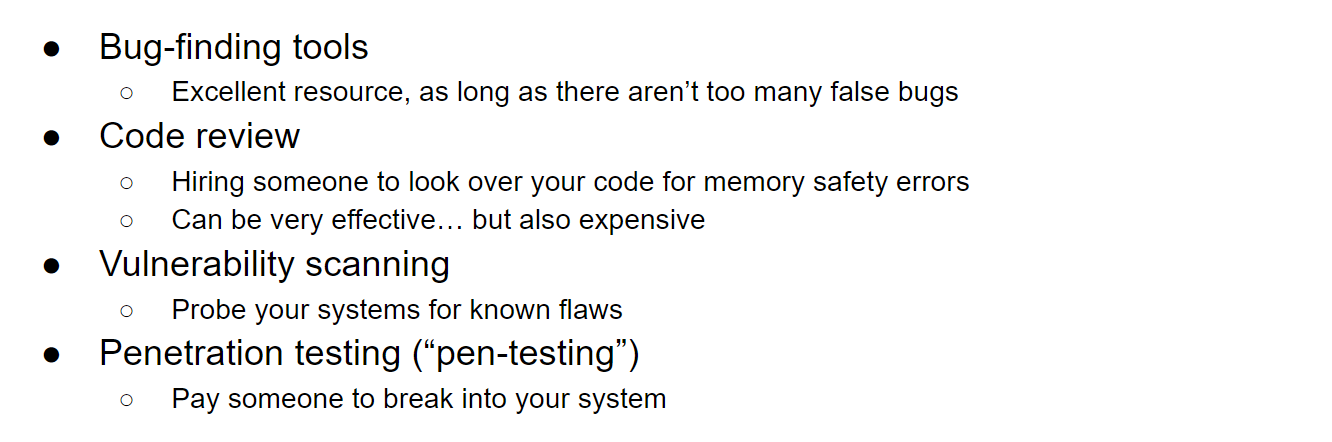 ● Bug-finding tools
○ Excellent resource, as long as there aren’t too many false bugs
● Code review
○ Hiring someone to look over your code for memory safety errors
○ Can be very effective… but also expensive
● Vulnerability scanning
○ Probe your systems for known flaws
● Penetration testing (“pen-testing”)
○ Pay someone to break into your system